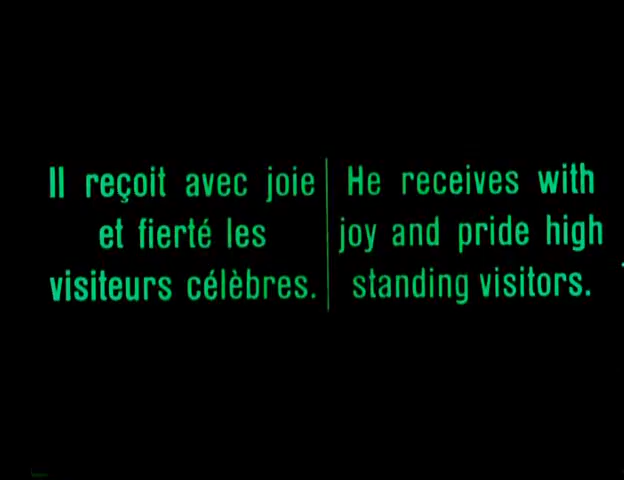 Il reçoit avec joie
et fierté les
visiteurs célèbres.
He receives with
joy and pride high
standing visitors.